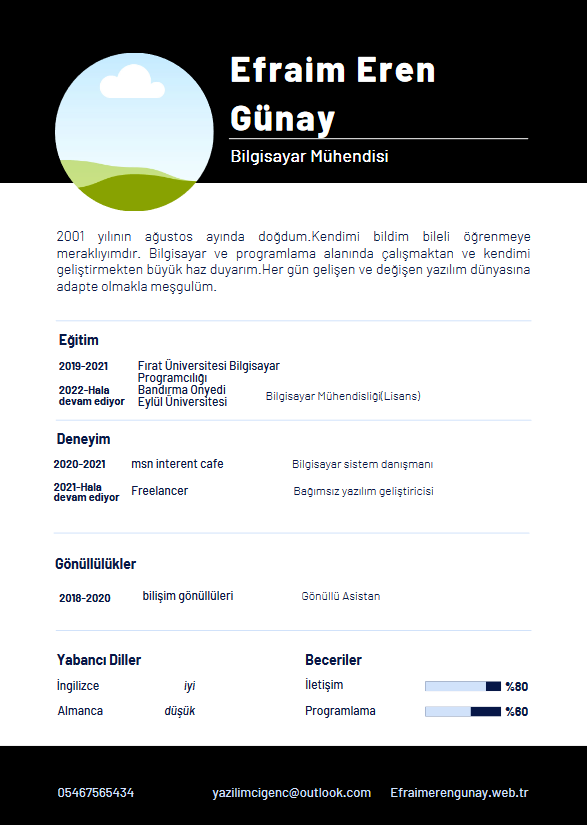 Efraim Eren
Günay
Bilgisayar Mühendisi
2001 yılının ağustos ayında doğdum.Kendimi bildim bileli öğrenmeye
meraklıyımdır. Bilgisayar ve programlama alanında çalışmaktan ve kendimi
geliştirmekten büyük haz duyarım.Her gün gelişen ve değişen yazılım dünyasına
adapte olmakla meşgulüm.
Eğitim
2019-2021 Fırat Üniversitesi Bilgisayar
Programcılığı
2022-Hala Bandırma Onyedi
devam ediyor Eylül Üniversitesi Bilgisayar Mühendisliği(Lisans)
Deneyim
2020-2021 msn interent cafe Bilgisayar sistem danışmanı
2021-Hala
devam ediyor Freelancer Bağımsız yazılım geliştiricisi
Gönüllülükler
2018-2020 bilişim gönüllüleri Gönüllü Asistan
Yabancı Diller Beceriler
İngilizce iyi İletişim %80
Almanca düşük Programlama %60
05467565434 yazilimcigenc@outlook.com Efraimerengunay.web.tr